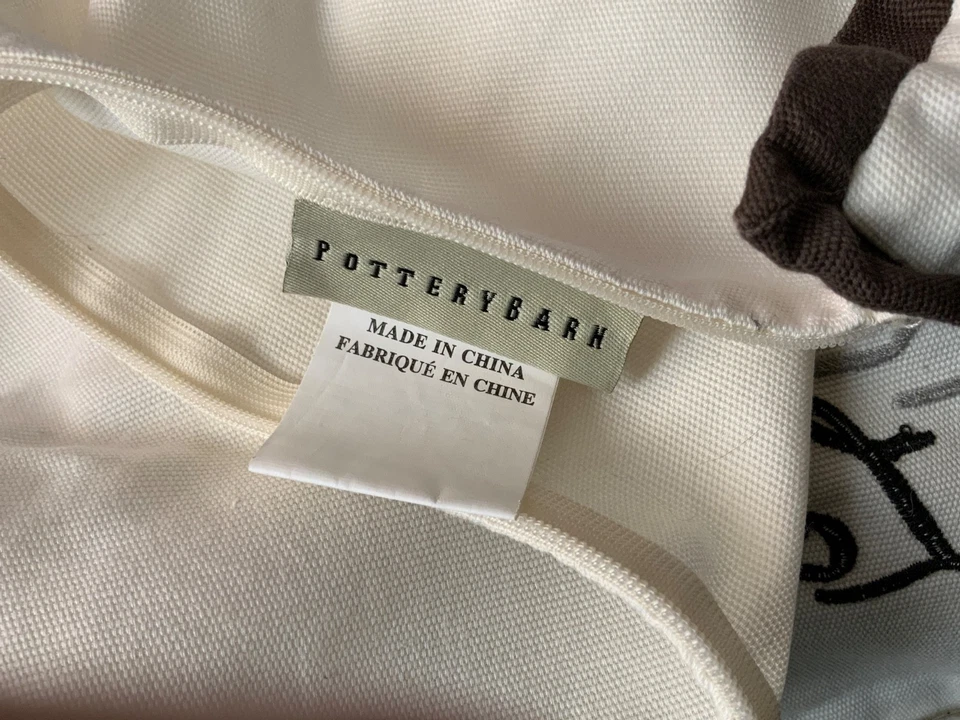 POTTERYBARN
MADE IN CHINA
FABRIQUÉ EN CHINE